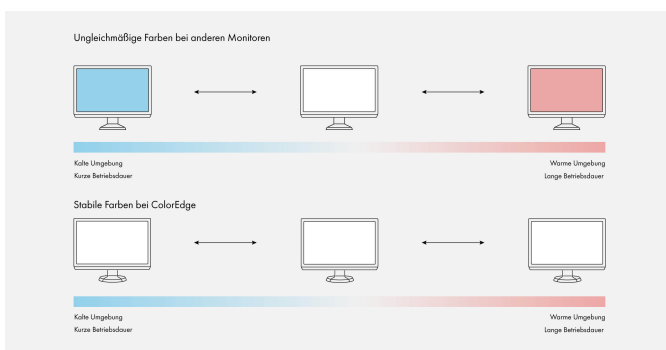 Ungleichmäßige Farben bei anderen Monitoren
Kalte Umgebung
Warme Umgebung
Kurze Betriebsdauer
Lange Betriebsdauer
Stabile Farben bei ColorEdge
Kalte Umgebung
Warme Umgebung
Kurze Betriebsdauer
Lange Betriebsdauer